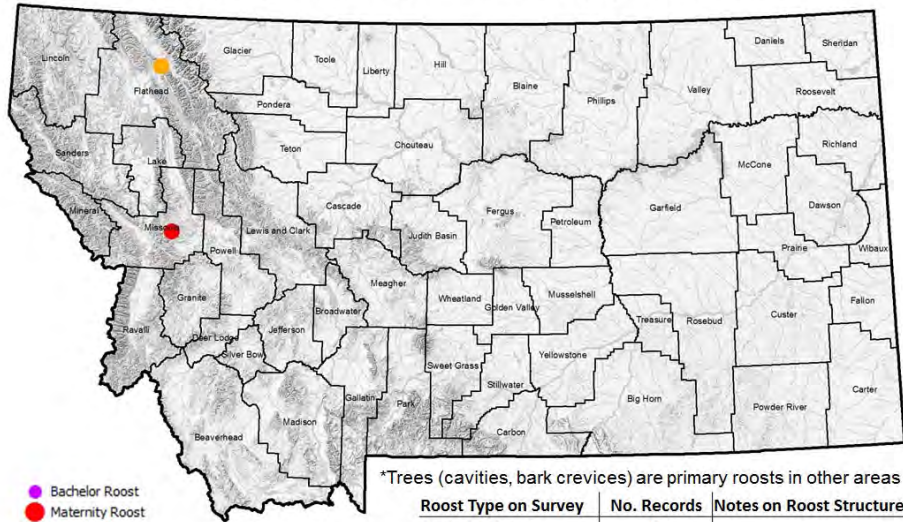 Lincoln
Glacier
Toole
Liberty
Hill
Blaine
Phillips
Valley
Daniels
Sheridan
Flathead
Pondera
Roosevelt
Teton
Chouteau
Richland
Sanders
Lake
McCone
Mineral
Missoula
Powell
Lewis and Clark
Cascade
Judith Basin
Fergus
Petroleum
Garfield
Dawson
Prairie
Wibaux
Granite
Meagher
Wheatland
Golden Valley
Musselshell
Treasure
Rosebud
Custer
Fallon
Ravalli
Deer Lodge
Silver Bow
Jefferson
Broadwater
Sweet Grass
Stillwater
Yellowstone
Big Horn
Powder River
Carter
Beaverhead
Madison
Gallatin
Park
Carbon
*Trees (cavities, bark crevices) are primary roosts in other areas
Bachelor Roost
Maternity Roost
Roost Type on Survey No. Records Notes on Roost Structure